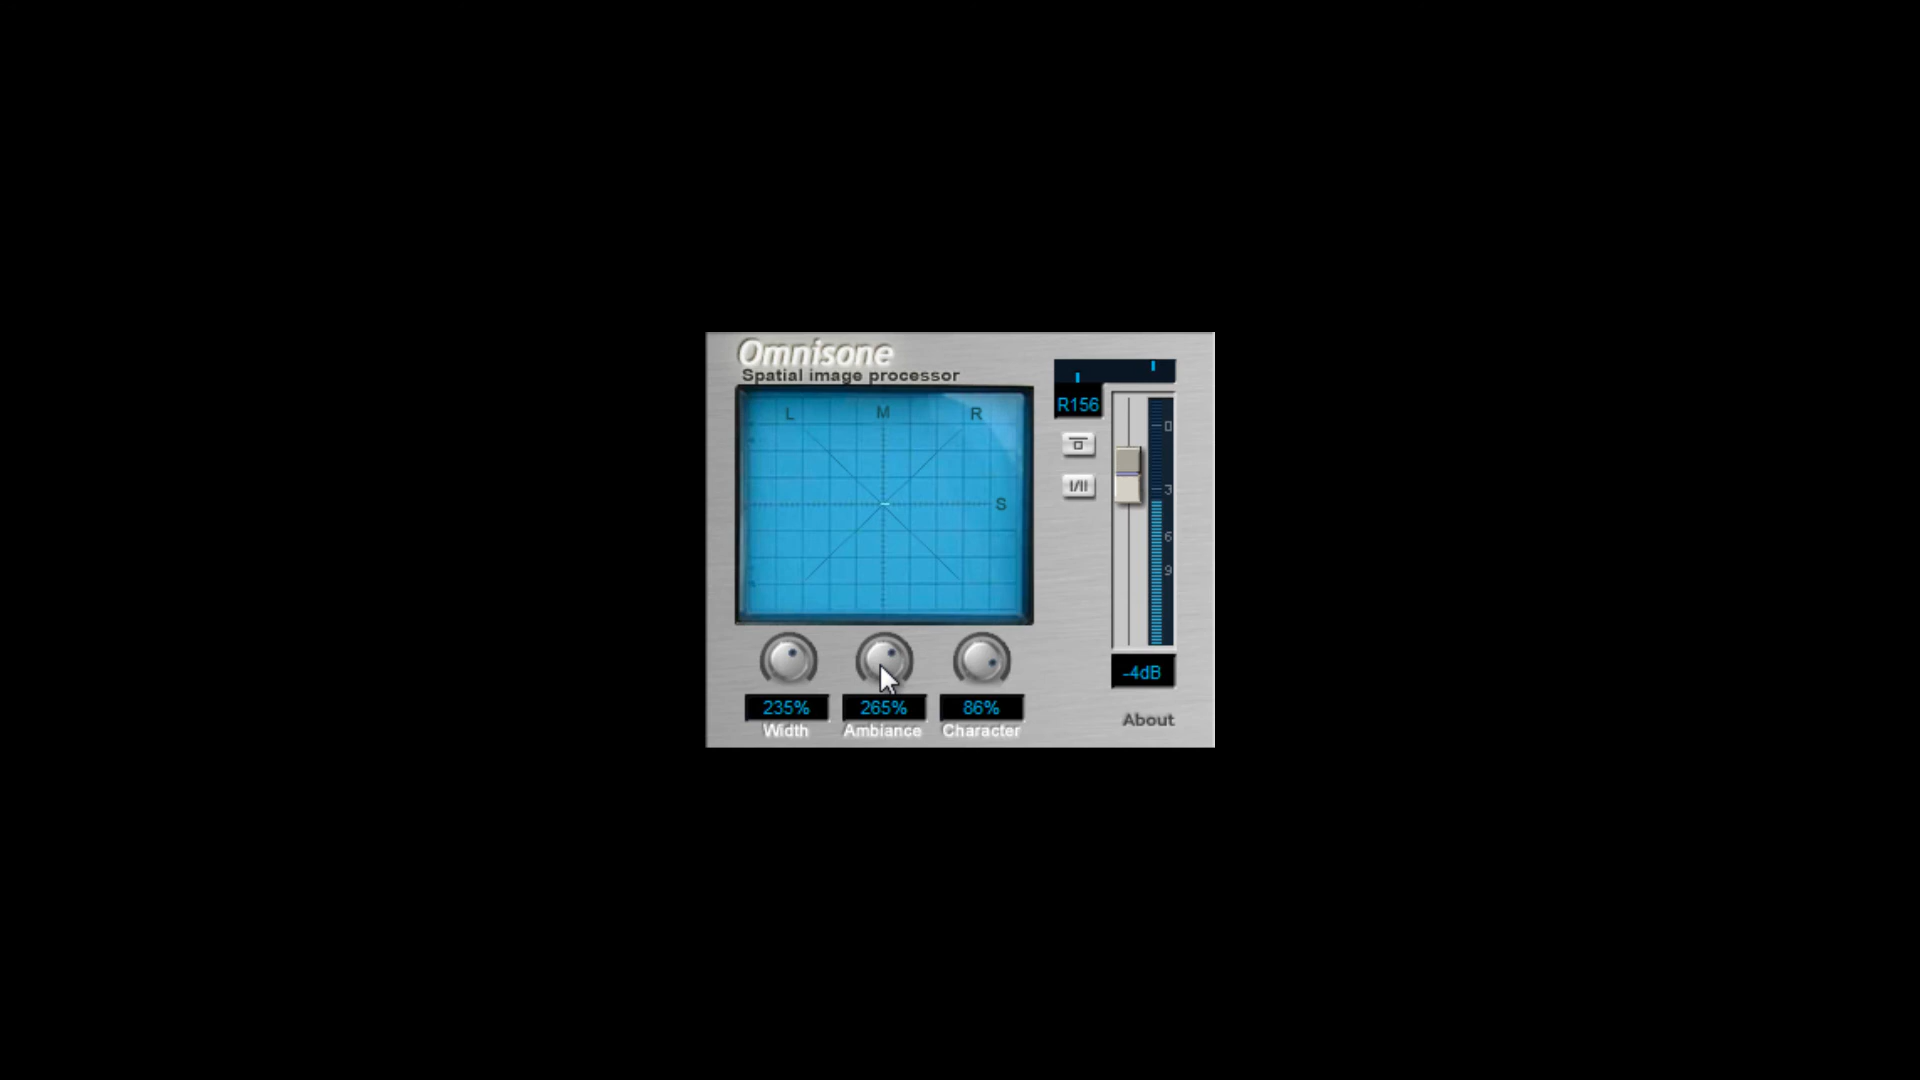 Omnisone
Spatial image processor
L M R
S
R156
I/II
0
3
6
9
-4dB
235% 265% 86%
Width Ambiance Character
About